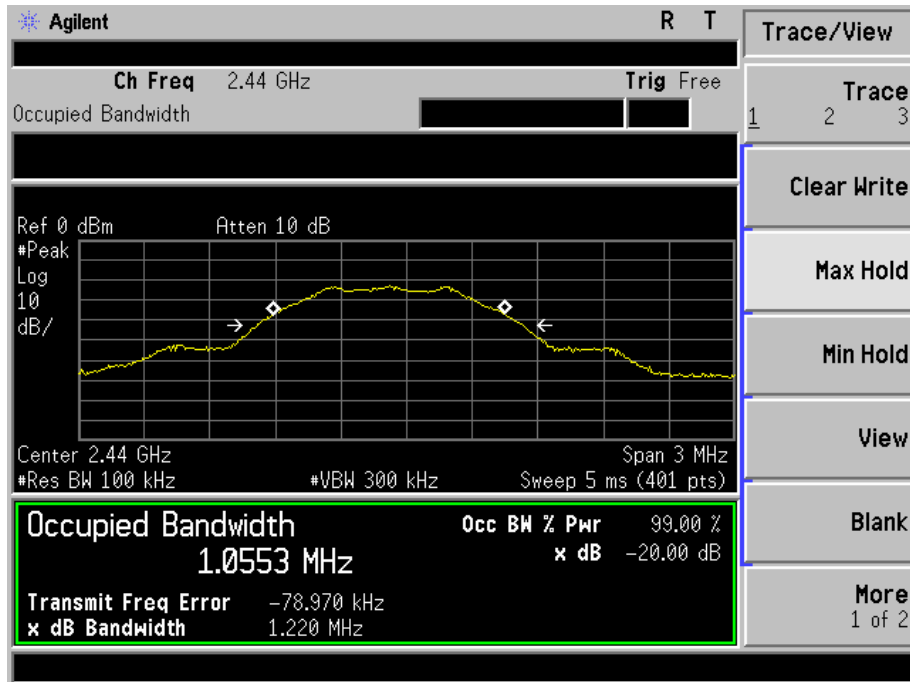 Agilent R T
Ch Freq 2.44 GHz Trig Free
Occupied Bandwidth
Ref 0 dBm Atten 10 dB
#Peak
Log
10
dB/
Center 2.44 GHz Span 3 MHz
#Res BW 100 kHz #VBW 300 kHz Sweep 5 ms (401 pts)
Occupied Bandwidth
1.0553 MHz
Occ BW % Pwr 99.00 %
x dB -20.00 dB
Transmit Freq Error -78.970 kHz
x dB Bandwidth 1.220 MHz
Trace/View
Trace
1 2 3
Clear Write
Max Hold
Min Hold
View
Blank
More
1 of 2